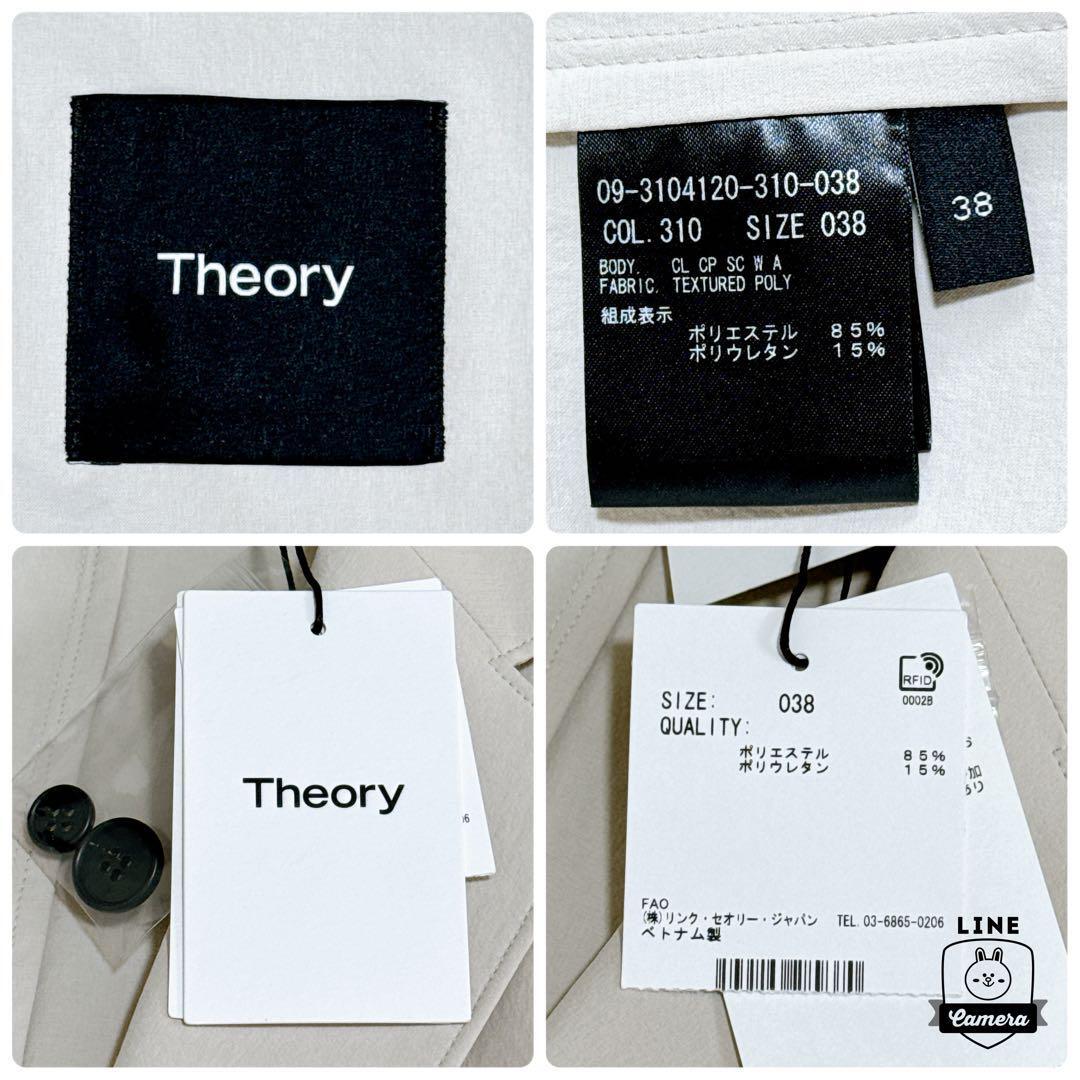 Theory
09-3104120-310-038
COL.310 SIZE 038
BODY. CL CP SC W A
FABRIC. TEXTURED POLY
組成表示
ポリエステル 85%
ポリウレタン 15%
38
Theory
SIZE: 038
QUALITY:
ポリエステル 85%
ポリウレタン 15%
RFID
0002B
FAO
(株)リンク・セオリー・ジャパン TEL.03-6865-0206
ベトナム製
LINE
Camera